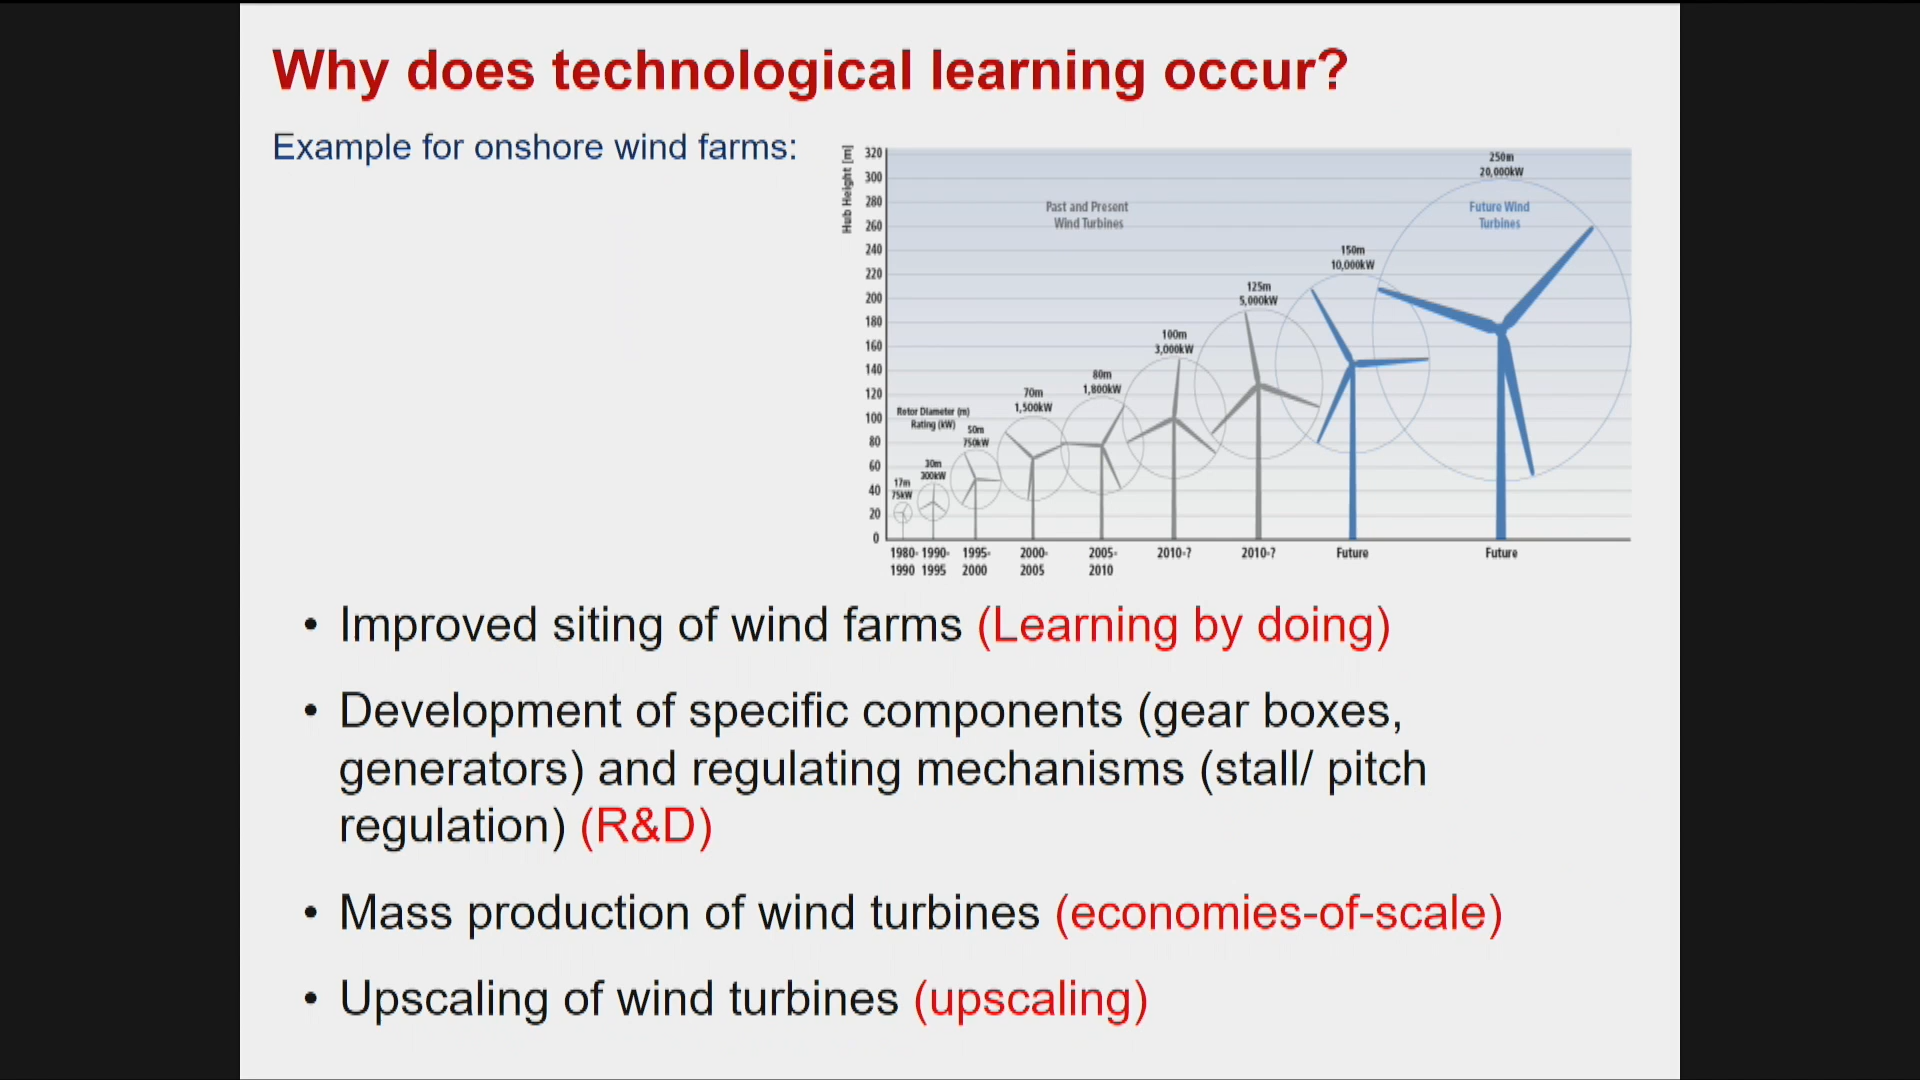 Why does technological learning occur?
Example for onshore wind farms:
Hub Height [m]
320
300
280
260
240
220
200
180
160
140
120
100
80
60
40
20
0
Past and Present
Wind Turbines
Future Wind
Turbines
Rotor Diameter (m)
Rating (kW)
17m
75kW
30m
300kW
50m
750kW
70m
1,500kW
80m
1,800kW
100m
3,000kW
125m
5,000kW
150m
10,000kW
250m
20,000kW
1980-
1990
1990-
1995
1995-
2000
2000-
2005
2005-
2010
2010-?
2010-?
Future
Future
• Improved siting of wind farms (Learning by doing)
• Development of specific components (gear boxes,
generators) and regulating mechanisms (stall/ pitch
regulation) (R&D)
• Mass production of wind turbines (economies-of-scale)
• Upscaling of wind turbines (upscaling)